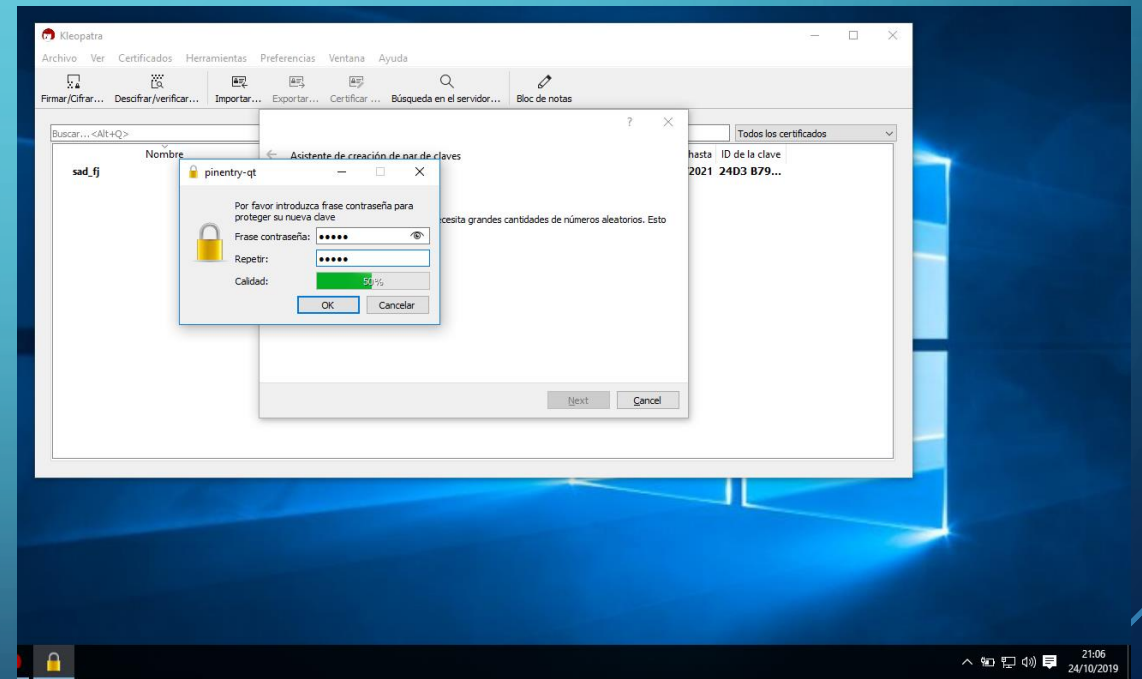 Kleopatra
Archivo Ver Certificados Herramientas Preferencias Ventana Ayuda
Firmar/Cifrar... Descifrar/verificar... Importar... Exportar... Certificar ... Búsqueda en el servidor... Bloc de notas
Buscar...<Alt+Q>
Todos los certificados
Nombre
hasta ID de la clave
sad_fj
2021 24D3 B79...
Asistente de creación de par de claves
números aleatorios. Esto
cesita grandes cantidades de
pinentry-qt
Por favor introduzca frase contraseña para
proteger su nueva clave
Frase contraseña: •••••
Repetir: •••••
Calidad: 50%
OK Cancelar
Next Cancel
21:06
24/10/2019